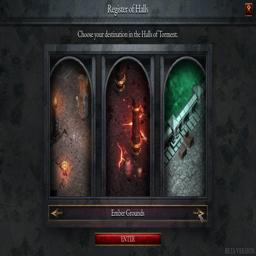 Register of Halls
Choose your destination in the Halls of Torment.
Ember Grounds
ENTER
BETA VERSION